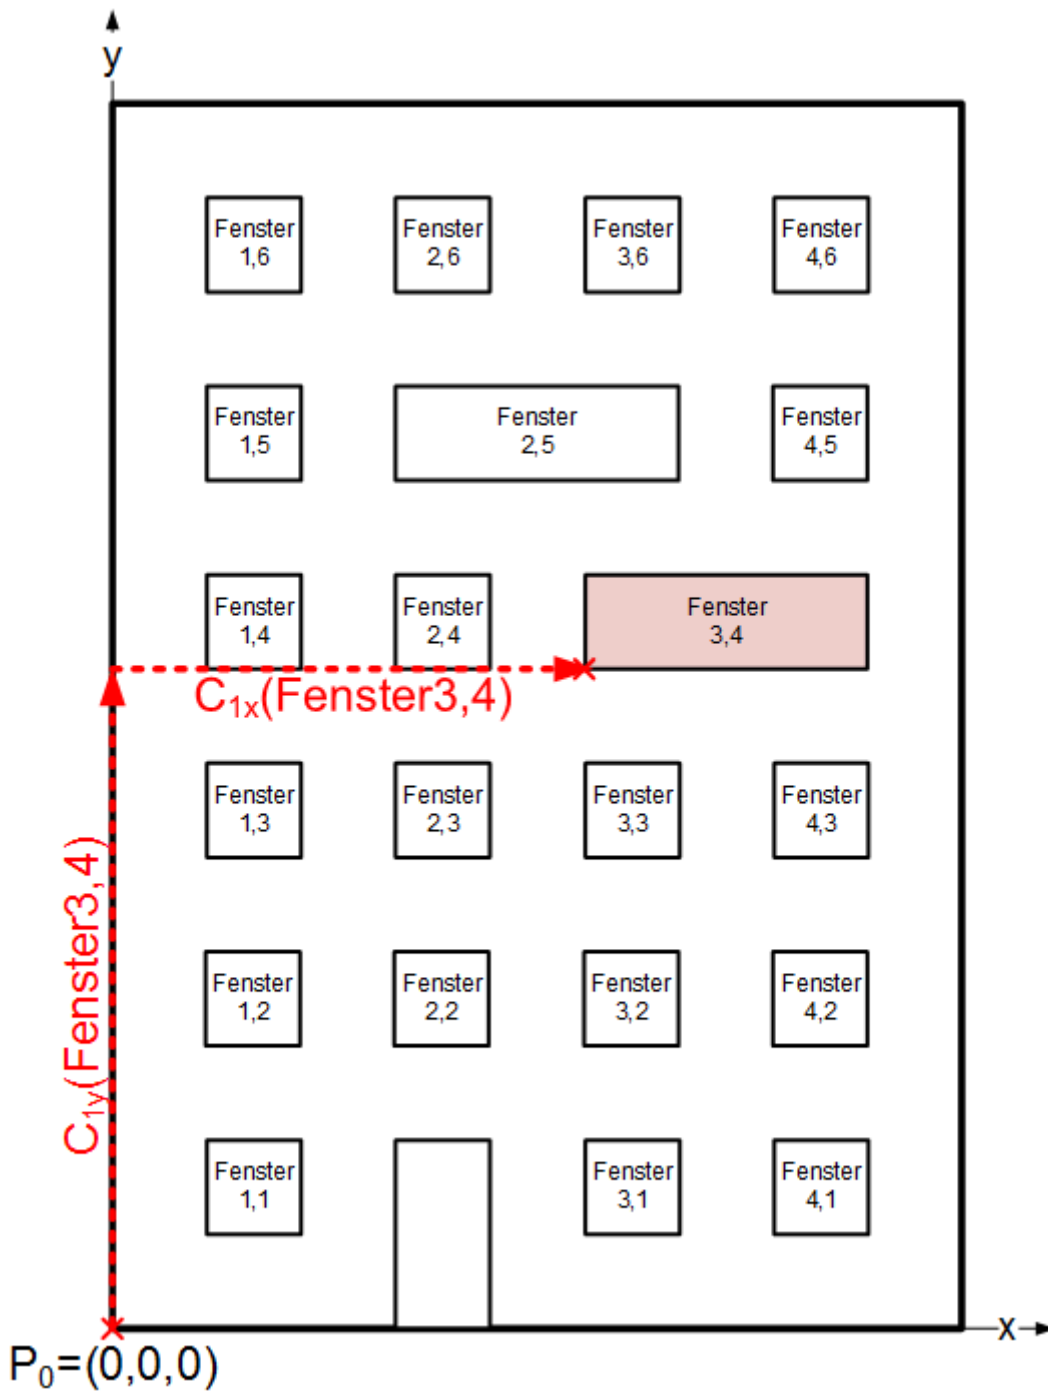 y
Fenster
1,6
Fenster
2,6
Fenster
3,6
Fenster
4,6
Fenster
1,5
Fenster
2,5
Fenster
4,5
Fenster
1,4
Fenster
2,4
Fenster
3,4
C1x(Fenster3,4)
Fenster
1,3
Fenster
2,3
Fenster
3,3
Fenster
4,3
C1y(Fenster3,4)
Fenster
1,2
Fenster
2,2
Fenster
3,2
Fenster
4,2
Fenster
1,1
Fenster
3,1
Fenster
4,1
x
P0=(0,0,0)